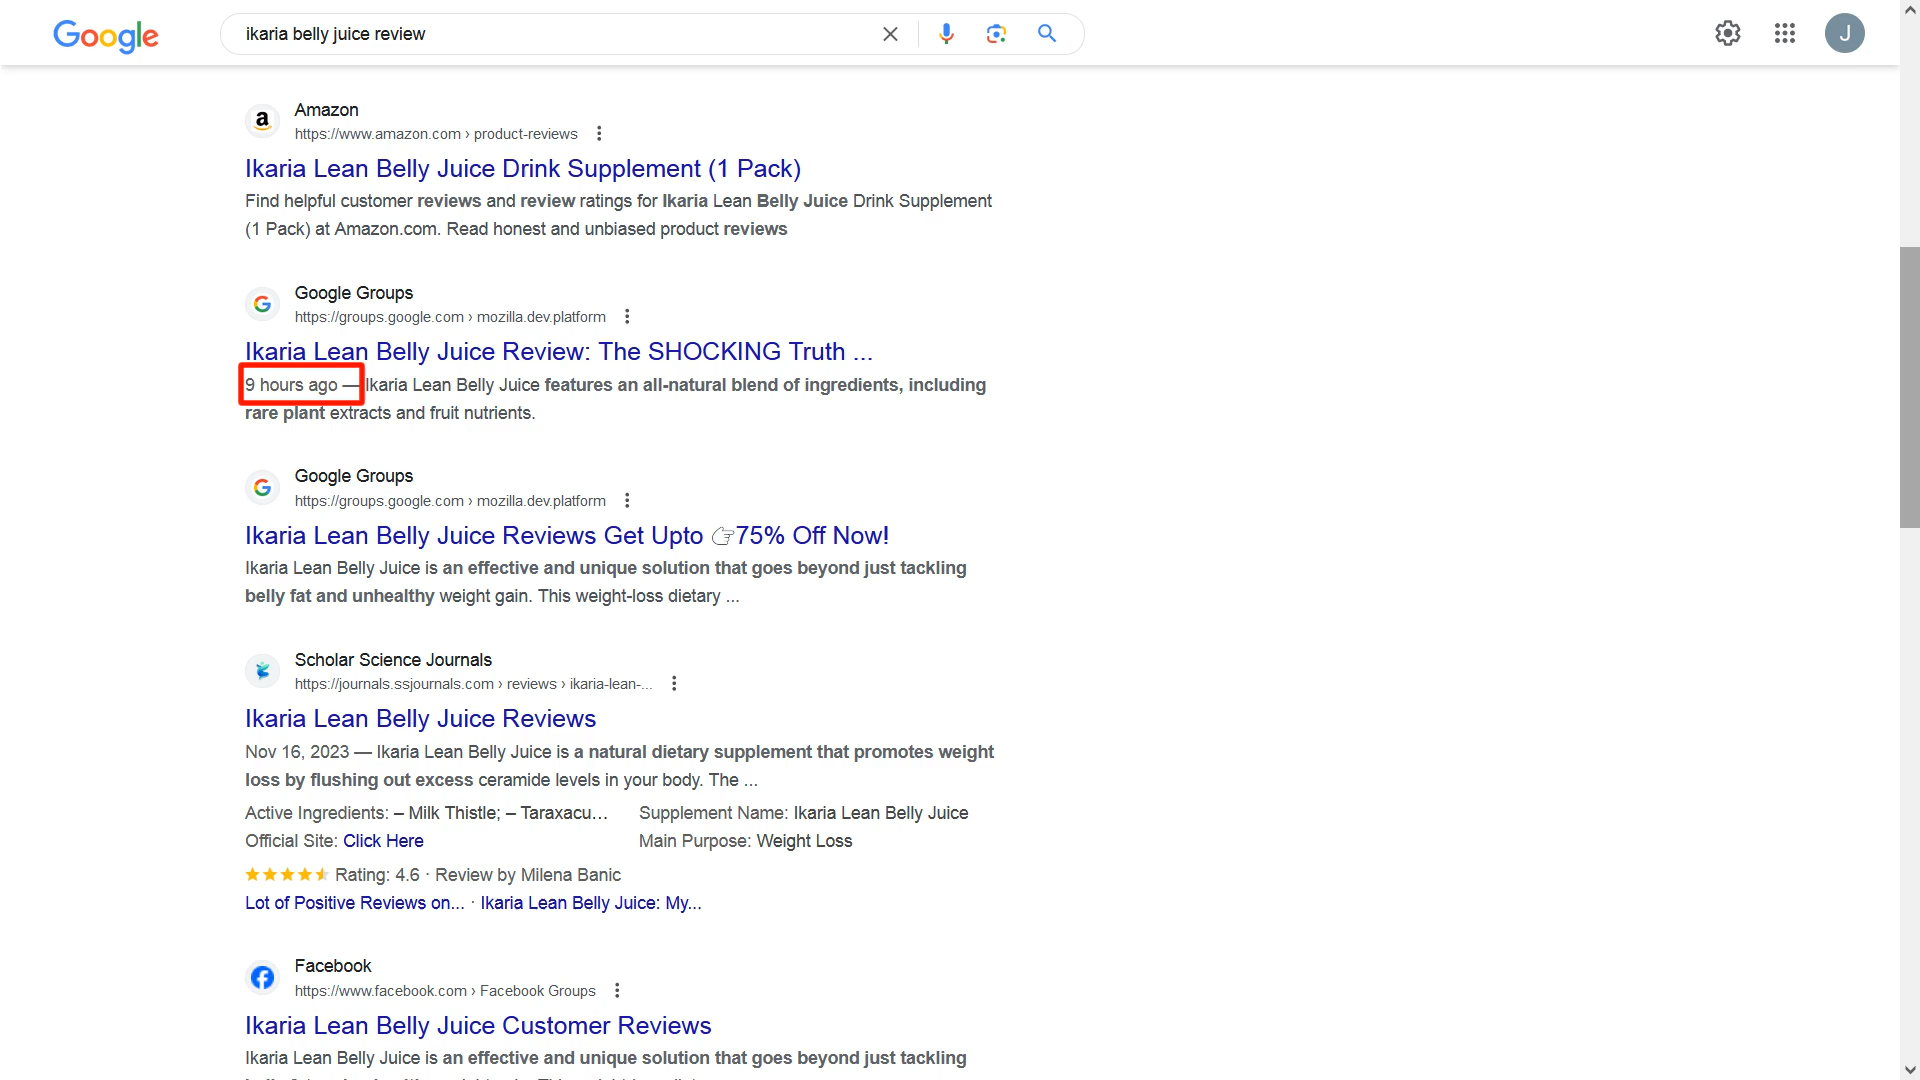 Google
ikaria belly juice review
J
Amazon
https://www.amazon.com › product-reviews
Ikaria Lean Belly Juice Drink Supplement (1 Pack)
Find helpful customer reviews and review ratings for Ikaria Lean Belly Juice Drink Supplement
(1 Pack) at Amazon.com. Read honest and unbiased product reviews
Google Groups
https://groups.google.com › mozilla.dev.platform
Ikaria Lean Belly Juice Review: The SHOCKING Truth ...
9 hours ago — Ikaria Lean Belly Juice features an all-natural blend of ingredients, including
rare plant extracts and fruit nutrients.
Google Groups
https://groups.google.com › mozilla.dev.platform
Ikaria Lean Belly Juice Reviews Get Upto 👉75% Off Now!
Ikaria Lean Belly Juice is an effective and unique solution that goes beyond just tackling
belly fat and unhealthy weight gain. This weight-loss dietary ...
Scholar Science Journals
https://journals.ssjournals.com › reviews › ikaria-lean-...
Ikaria Lean Belly Juice Reviews
Nov 16, 2023 — Ikaria Lean Belly Juice is a natural dietary supplement that promotes weight
loss by flushing out excess ceramide levels in your body. The ...
Active Ingredients: – Milk Thistle; – Taraxacu... Supplement Name: Ikaria Lean Belly Juice
Official Site: Click Here Main Purpose: Weight Loss
Rating: 4.6 · Review by Milena Banic
Lot of Positive Reviews on... · Ikaria Lean Belly Juice: My...
Facebook
https://www.facebook.com › Facebook Groups
Ikaria Lean Belly Juice Customer Reviews
Ikaria Lean Belly Juice is an effective and unique solution that goes beyond just tackling